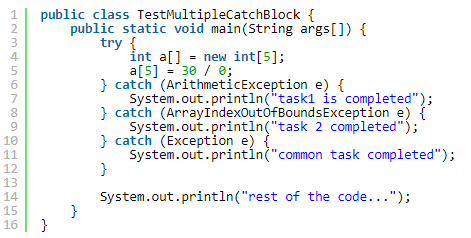 1 public class TestMultipleCatchBlock {
2     public static void main(String args[]) {
3         try {
4             int a[] = new int[5];
5             a[5] = 30 / 0;
6         } catch (ArithmeticException e) {
7             System.out.println("task1 is completed");
8         } catch (ArrayIndexOutOfBoundsException e) {
9             System.out.println("task 2 completed");
10         } catch (Exception e) {
11             System.out.println("common task completed");
12         }
13
14         System.out.println("rest of the code...");
15     }
16 }